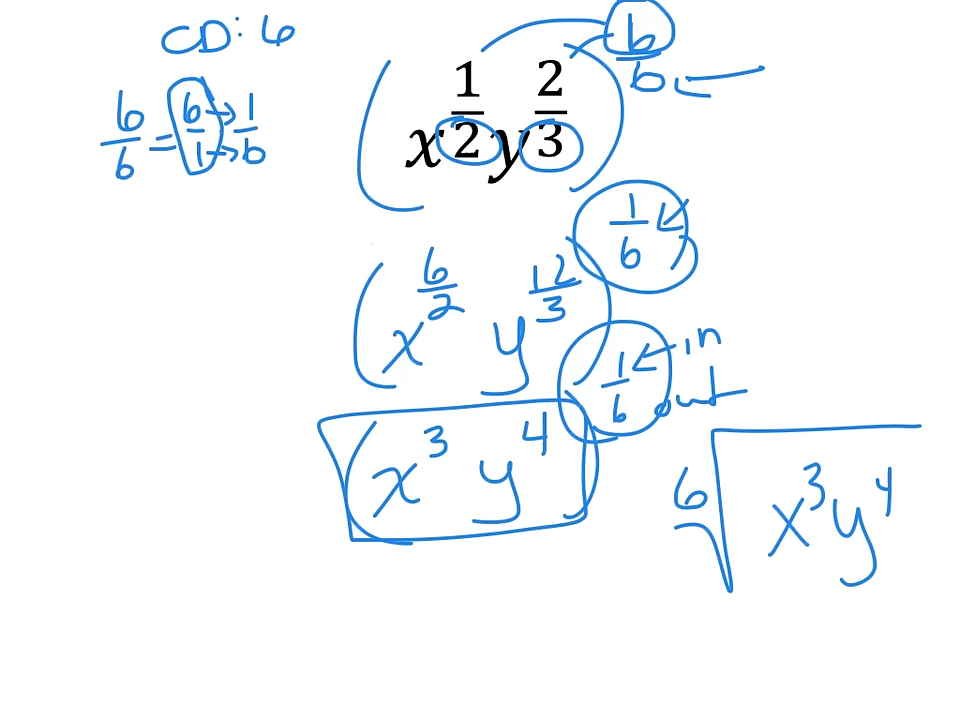 CD: 6
6/6 = 6/1 → 1/6
(x^1/2 y^2/3)^6/6 ←
1/6
(x^6/2 y^12/3)^1/6
in
out
(x^3 y^4)
6√x^3y^4